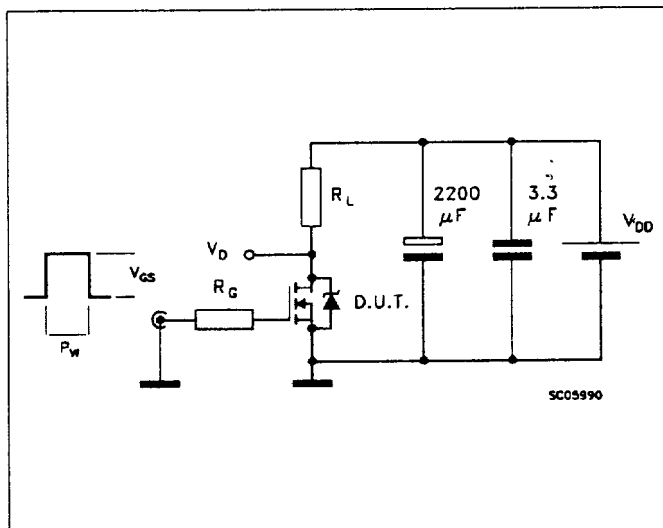 R_L
2200
µF
3.3
µF
V_DD
V_D
V_GS
R_G
D.U.T.
P_W
SC05990